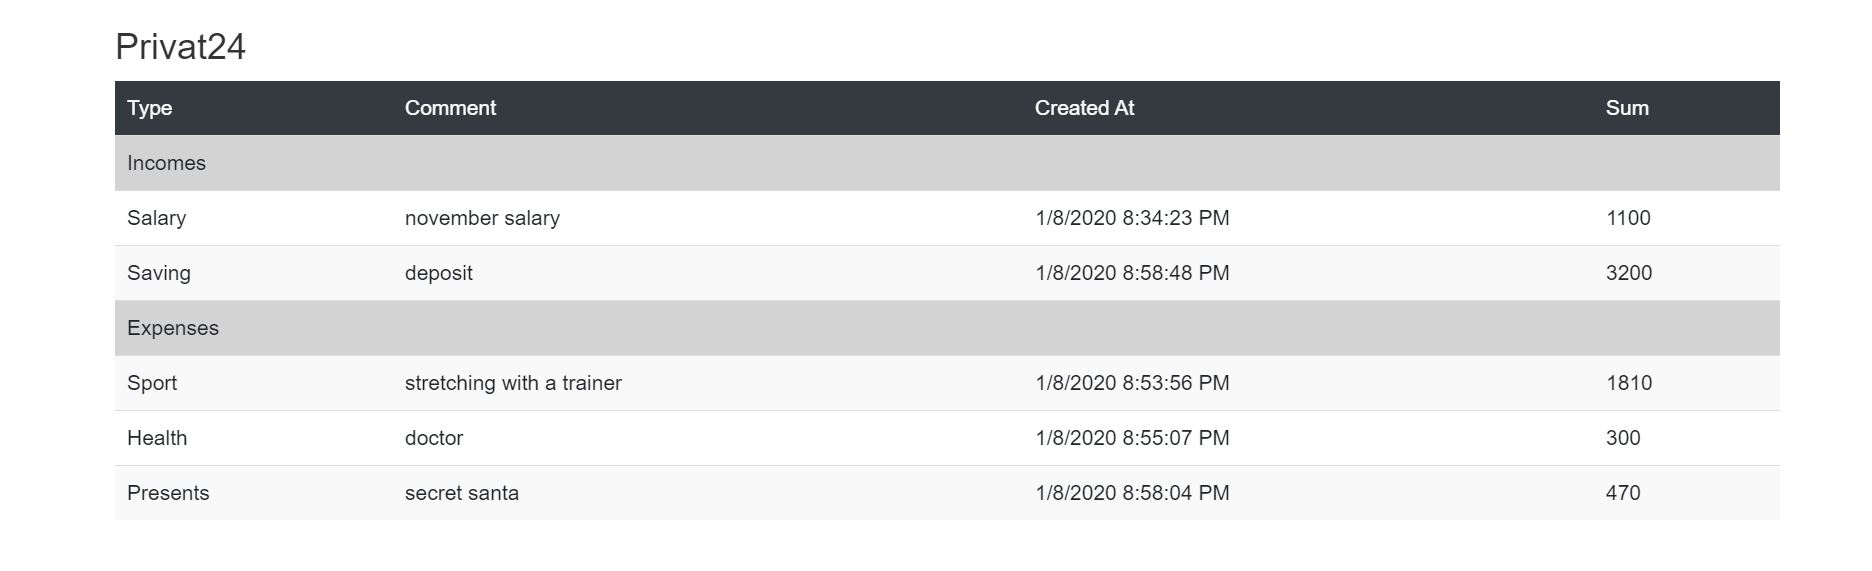 Privat24
Type Comment Created At Sum
Incomes
Salary november salary 1/8/2020 8:34:23 PM 1100
Saving deposit 1/8/2020 8:58:48 PM 3200
Expenses
Sport stretching with a trainer 1/8/2020 8:53:56 PM 1810
Health doctor 1/8/2020 8:55:07 PM 300
Presents secret santa 1/8/2020 8:58:04 PM 470